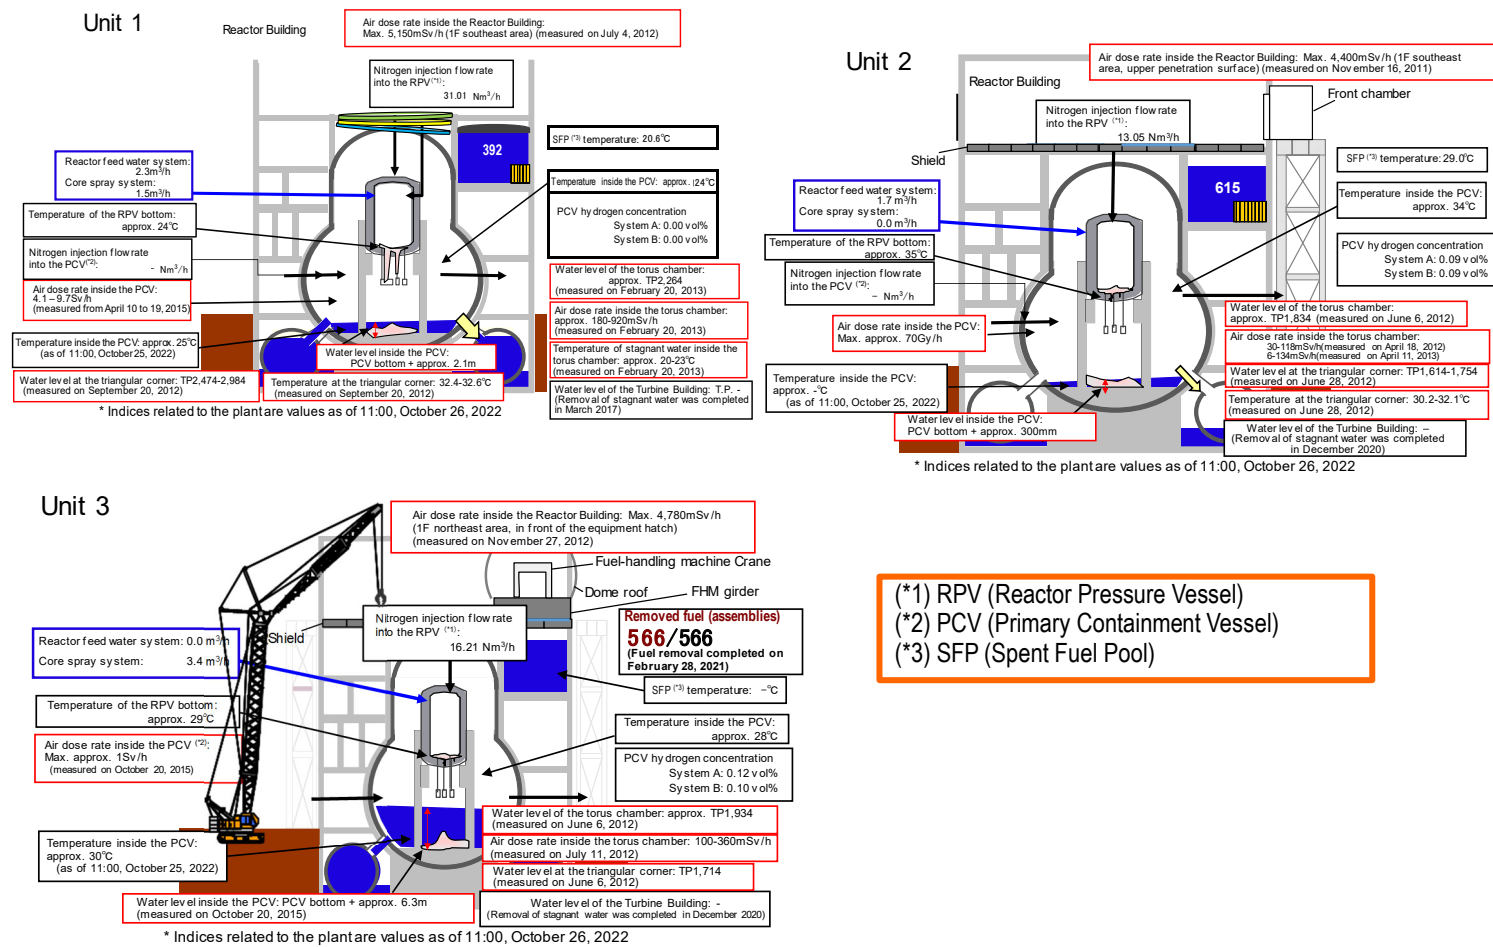 Unit 1
Reactor Building
Air dose rate inside the Reactor Building:
Max. 5,150mSv/h (1F southeast area) (measured on July 4, 2012)
Nitrogen injection flow rate
into the RPV(*1):
31.01 Nm3/h
SFP (*3) temperature: 20.6℃
392
Reactor feed water system:
2.3m3/h
Core spray system:
1.5m3/h
Temperature inside the PCV: approx. 24℃
PCV hydrogen concentration
System A: 0.00 vol%
System B: 0.00 vol%
Temperature of the RPV bottom:
approx. 24℃
Nitrogen injection flow rate
into the PCV(*2):
- Nm3/h
Air dose rate inside the PCV:
4.1 – 9.7Sv/h
(measured from April 10 to 19, 2015)
Temperature inside the PCV: approx. 25℃
(as of 11:00, October 25, 2022)
Water level inside the PCV:
PCV bottom + approx. 2.1m
Water level at the triangular corner: TP2,474-2,984
(measured on September 20, 2012)
Temperature at the triangular corner: 32.4-32.6℃
(measured on September 20, 2012)
Water level of the torus chamber:
approx. TP2,264
(measured on February 20, 2013)
Air dose rate inside the torus chamber:
approx. 180-920mSv/h
(measured on February 20, 2013)
Temperature of stagnant water inside the
torus chamber: approx. 20-23℃
(measured on February 20, 2013)
Water level of the Turbine Building: T.P. -
(Removal of stagnant water was completed
in March 2017)
* Indices related to the plant are values as of 11:00, October 26, 2022
Unit 2
Reactor Building
Air dose rate inside the Reactor Building: Max. 4,400mSv/h (1F southeast
area, upper penetration surface) (measured on November 16, 2011)
Front chamber
Nitrogen injection flow rate
into the RPV (*1):
13.05 Nm3/h
Shield
SFP (*3) temperature: 29.0℃
615
Reactor feed water system:
1.7 m3/h
Core spray system:
0.0 m3/h
Temperature inside the PCV:
approx. 34℃
Temperature of the RPV bottom:
approx. 35℃
PCV hydrogen concentration
System A: 0.09 vol%
System B: 0.09 vol%
Nitrogen injection flow rate
into the PCV (*2):
– Nm3/h
Air dose rate inside the PCV:
Max. approx. 70Gy/h
Temperature inside the PCV:
approx. -℃
(as of 11:00, October 25, 2022)
Water level inside the PCV:
PCV bottom + approx. 300mm
Water level of the torus chamber:
approx. TP1,834 (measured on June 6, 2012)
Air dose rate inside the torus chamber:
30-118mSv/h(measured on April 18, 2012)
6-134mSv/h(measured on April 11, 2013)
Water level at the triangular corner: TP1,614-1,754
(measured on June 28, 2012)
Temperature at the triangular corner: 30.2-32.1℃
(measured on June 28, 2012)
Water level of the Turbine Building: –
(Removal of stagnant water was completed
in December 2020)
* Indices related to the plant are values as of 11:00, October 26, 2022
Unit 3
Air dose rate inside the Reactor Building: Max. 4,780mSv/h
(1F northeast area, in front of the equipment hatch)
(measured on November 27, 2012)
Fuel-handling machine Crane
Dome roof
FHM girder
Nitrogen injection flow rate
into the RPV (*1):
16.21 Nm3/h
Shield
Removed fuel (assemblies)
566/566
(Fuel removal completed on
February 28, 2021)
Reactor feed water system: 0.0 m3/h
Core spray system: 3.4 m3/h
SFP (*3) temperature: –℃
Temperature of the RPV bottom:
approx. 29℃
Temperature inside the PCV:
approx. 28℃
Air dose rate inside the PCV (*2):
Max. approx. 1Sv/h
(measured on October 20, 2015)
PCV hydrogen concentration
System A: 0.12 vol%
System B: 0.10 vol%
Water level of the torus chamber: approx. TP1,934
(measured on June 6, 2012)
Air dose rate inside the torus chamber: 100-360mSv/h
(measured on July 11, 2012)
Water level at the triangular corner: TP1,714
(measured on June 6, 2012)
Temperature inside the PCV:
approx. 30℃
(as of 11:00, October 25, 2022)
Water level inside the PCV: PCV bottom + approx. 6.3m
(measured on October 20, 2015)
Water level of the Turbine Building: -
(Removal of stagnant water was completed in December 2020)
* Indices related to the plant are values as of 11:00, October 26, 2022
(*1) RPV (Reactor Pressure Vessel)
(*2) PCV (Primary Containment Vessel)
(*3) SFP (Spent Fuel Pool)